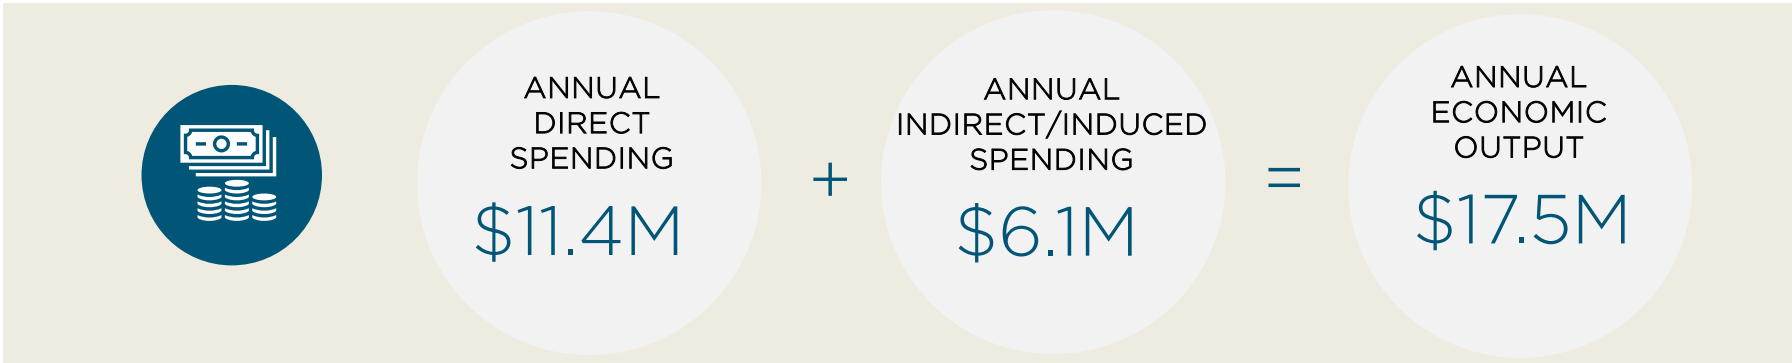 ANNUAL
DIRECT
SPENDING
$11.4M
+
ANNUAL
INDIRECT/INDUCED
SPENDING
$6.1M
=
ANNUAL
ECONOMIC
OUTPUT
$17.5M